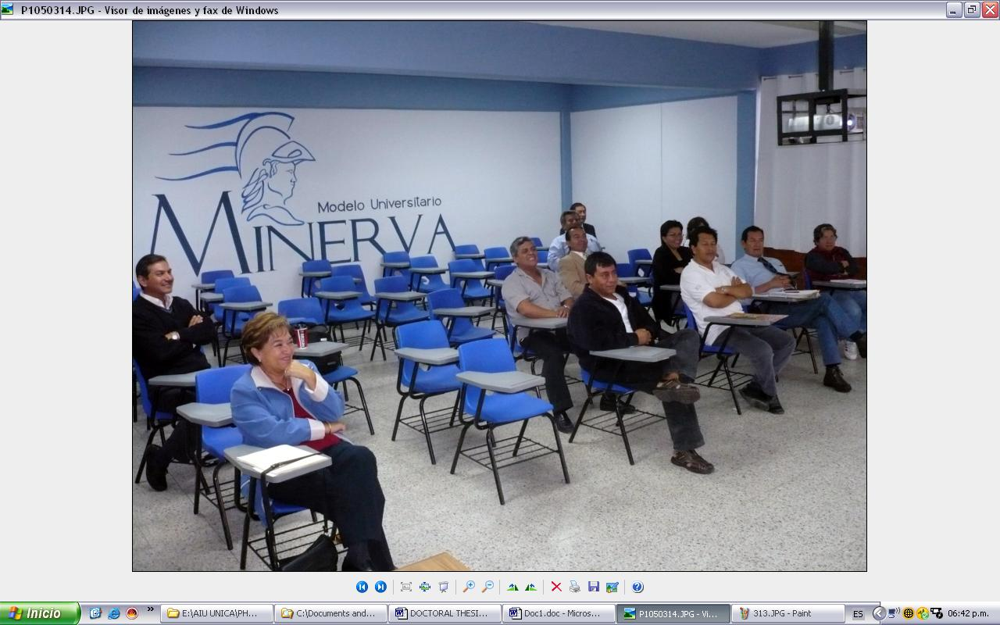 P1050314.JPG - Visor de imágenes y fax de Windows
Modelo Universitario
MINERVA
Inicio
E:\AIU UNICA\PH...
C:\Documents and...
DOCTORAL THESI...
Doc1.doc - Micros...
P1050314.JPG - Vi...
313.JPG - Paint
ES
06:42 p.m.